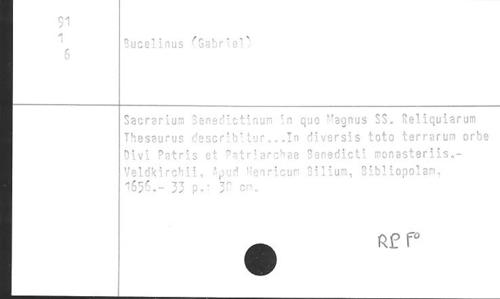 91
1
6
Bucelinus (Gabriel)
Sacrarium Benedictinum in quo Magnus SS. Reliquiarum
Thesaurus describitur...In diversis toto terrarum orbe
Divi Patris et Patriarchae Benedicti monasteriis.-
Veldkirchii, Apud Henricum Bilium, Bibliopolam,
1656.- 33 p.: 30 cm.
RP Fº